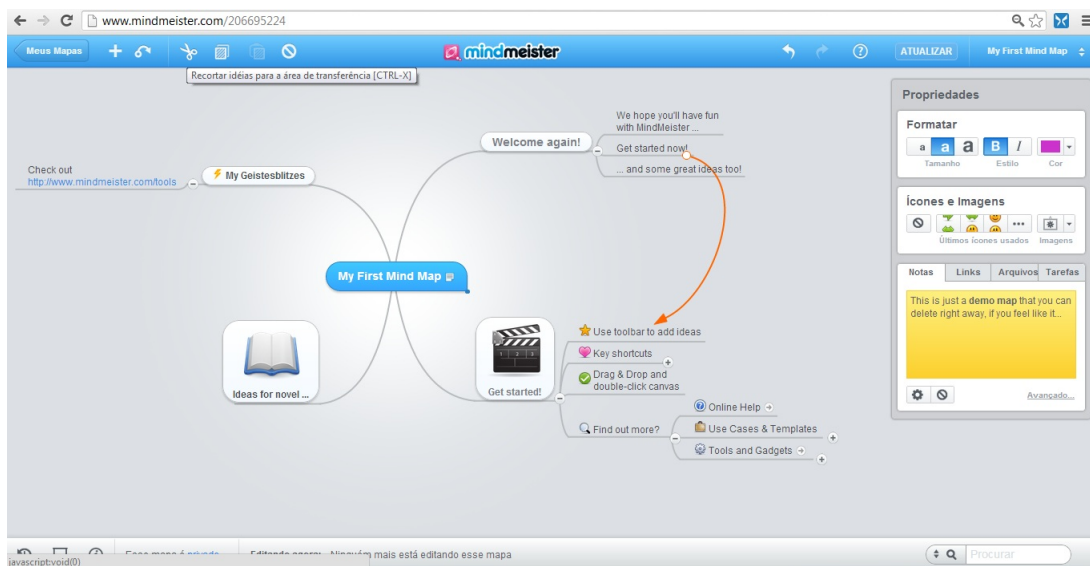 www.mindmeister.com/206695224
Meus Mapas
mindmeister
ATUALIZAR
My First Mind Map
Recortar idéias para a área de transferência [CTRL-X]
Check out
http://www.mindmeister.com/tools
My Geistesblitzes
Welcome again!
We hope you'll have fun
with MindMeister ...
Get started now!
... and some great ideas too!
My First Mind Map
Ideas for novel ...
1 2 3
Get started!
Use toolbar to add ideas
Key shortcuts
Drag & Drop and
double-click canvas
Find out more?
Online Help
Use Cases & Templates
Tools and Gadgets
Propriedades
Formatar
a a a B I
Tamanho Estilo Cor
Ícones e Imagens
Últimos ícones usados Imagens
Notas Links Arquivos Tarefas
This is just a demo map that you can
delete right away, if you feel like it...
Avançado...
Esse mapa é privado
Editando agora: Ninguém mais está editando esse mapa
Procurar
javascript:void(0)